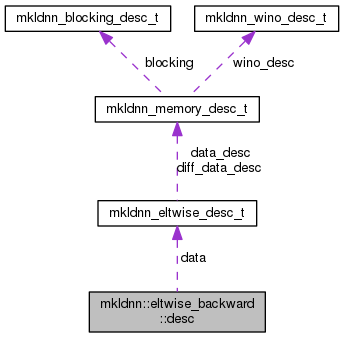 mkldnn_blocking_desc_t
mkldnn_wino_desc_t
blocking
wino_desc
mkldnn_memory_desc_t
data_desc
diff_data_desc
mkldnn_eltwise_desc_t
data
mkldnn::eltwise_backward
::desc